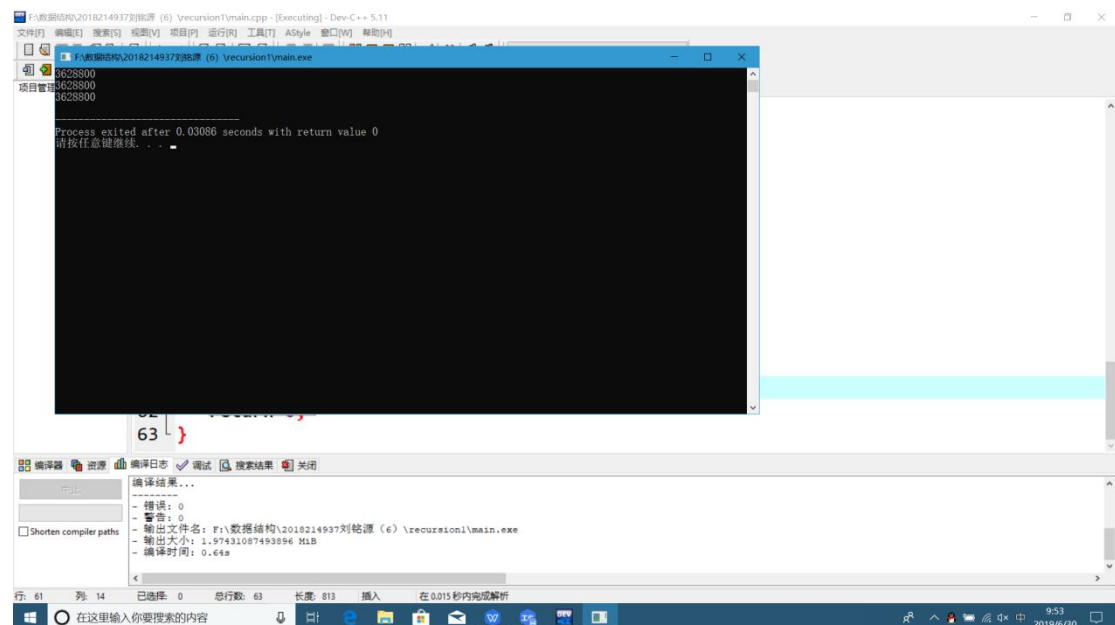 F:\数据结构\2018214937刘铭源 (6) \recursion1\main.cpp - [Executing] - Dev-C++ 5.11
文件[F] 编辑[E] 搜索[S] 视图[V] 项目[P] 运行[R] 工具[T] AStyle 窗口[W] 帮助[H]
F:\数据结构\2018214937刘铭源 (6) \recursion1\main.exe
项目管理
3628800
3628800
3628800
--------------------------------
Process exited after 0.03086 seconds with return value 0
请按任意键继续. . .
63 }
编译器 资源 编译日志 调试 搜索结果 关闭
中止
Shorten compiler paths
编译结果...
--------
- 错误: 0
- 警告: 0
- 输出文件名: F:\数据结构\2018214937刘铭源 (6) \recursion1\main.exe
- 输出大小: 1.97431087493896 MiB
- 编译时间: 0.64s
行: 61 列: 14 已选择: 0 总行数: 63 长度: 813 插入 在 0.015 秒内完成解析
在这里输入你要搜索的内容
中
9:53
2019/6/30